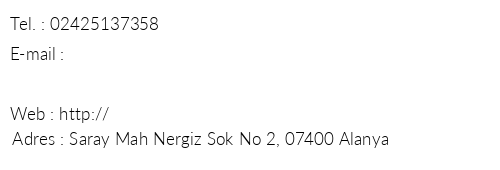 Tel. : 02425137358
E-mail :
Web : http://
Adres : Saray Mah Nergiz Sok No 2, 07400 Alanya